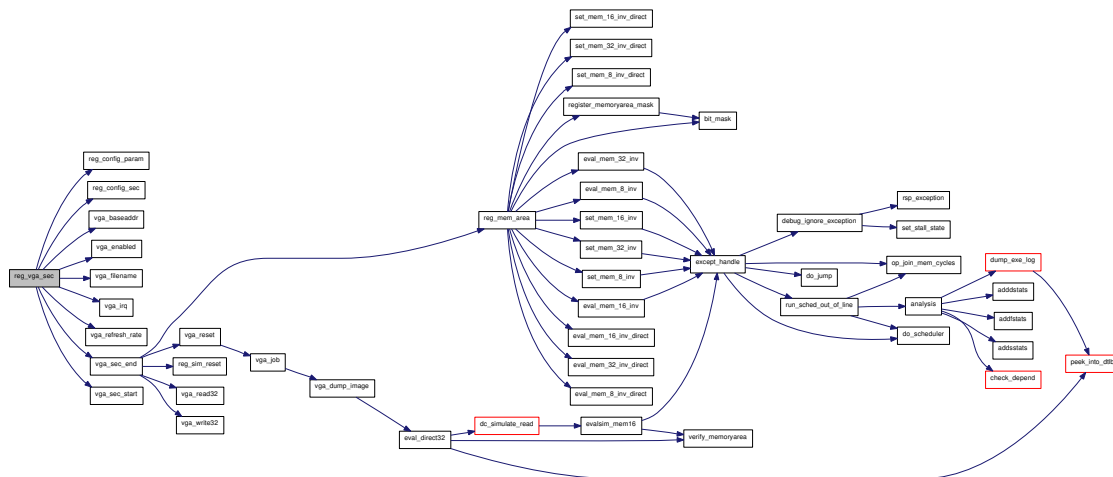 set_mem_16_inv_direct
set_mem_32_inv_direct
set_mem_8_inv_direct
register_memoryarea_mask
bit_mask
reg_config_param
eval_mem_32_inv
reg_config_sec
eval_mem_8_inv
rsp_exception
vga_baseaddr
reg_mem_area
set_mem_16_inv
debug_ignore_exception
set_stall_state
vga_enabled
set_mem_32_inv
except_handle
op_join_mem_cycles
dump_exe_log
reg_vga_sec
vga_filename
set_mem_8_inv
do_jump
adddstats
vga_irq
eval_mem_16_inv
run_sched_out_of_line
analysis
addfstats
vga_refresh_rate
vga_reset
eval_mem_16_inv_direct
do_scheduler
addsstats
vga_sec_end
reg_sim_reset
vga_job
eval_mem_32_inv_direct
peek_into_dtlb
vga_sec_start
vga_read32
vga_dump_image
eval_mem_8_inv_direct
check_depend
vga_write32
eval_direct32
dc_simulate_read
evalsim_mem16
verify_memoryarea